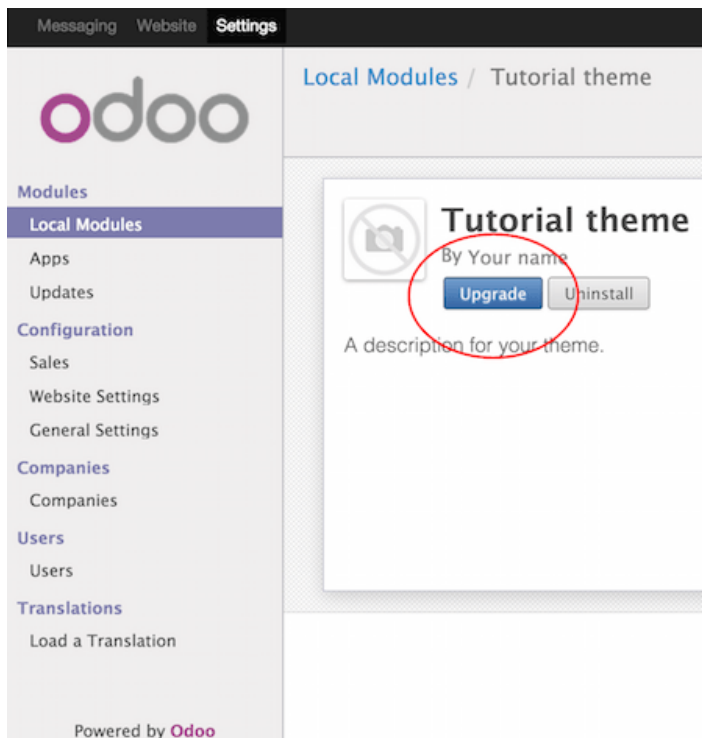 Messaging Website Settings
odoo
Local Modules / Tutorial theme
Modules
Local Modules
Apps
Updates
Configuration
Sales
Website Settings
General Settings
Companies
Companies
Users
Users
Translations
Load a Translation
Powered by Odoo
Tutorial theme
By Your name
Upgrade Uninstall
A description for your theme.